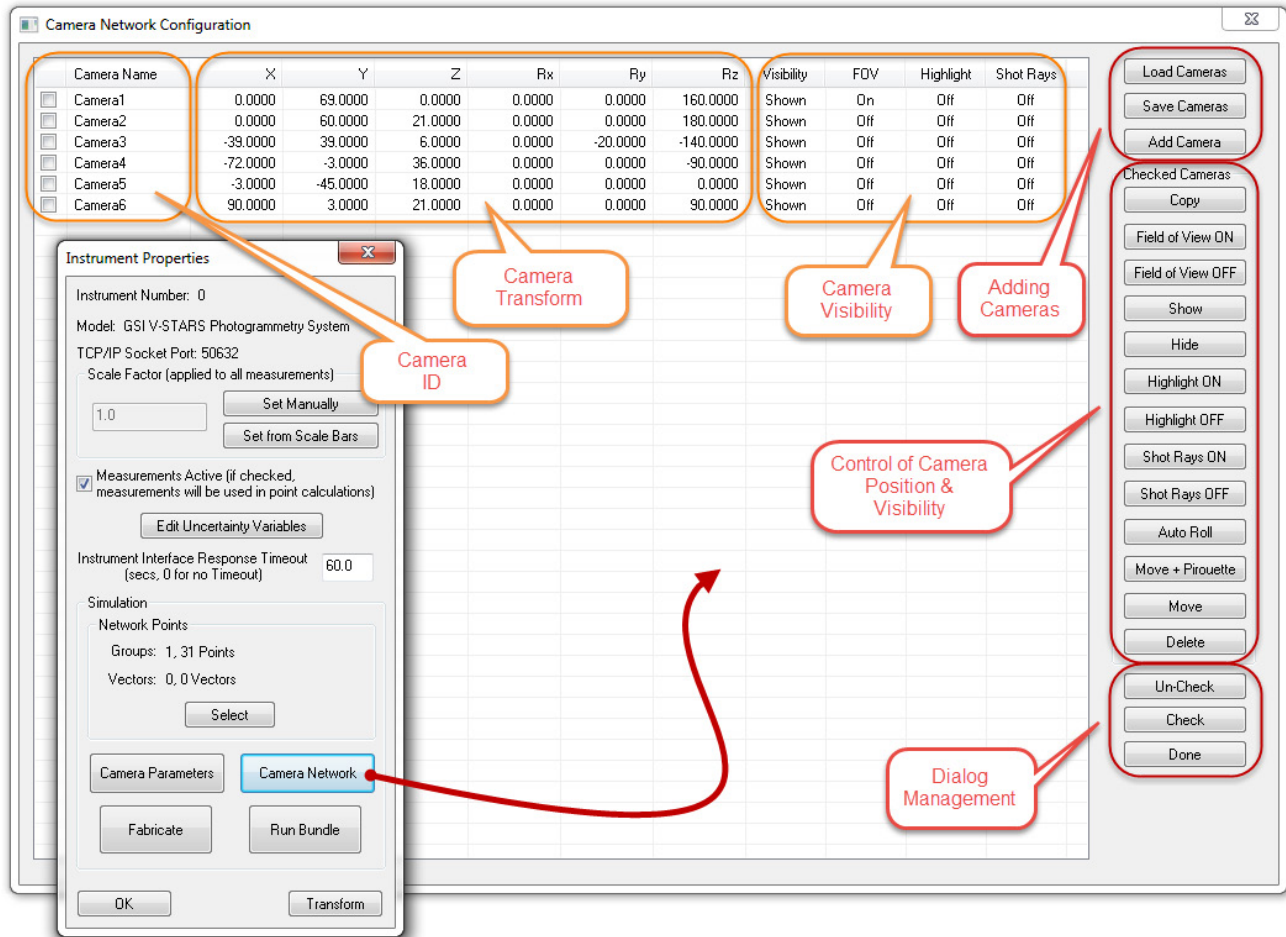 Camera Network Configuration
Camera Name X Y Z Rx Ry Rz Visibility FOV Highlight Shot Rays
Camera1 0.0000 69.0000 0.0000 0.0000 0.0000 160.0000 Shown On Off Off
Camera2 0.0000 60.0000 21.0000 0.0000 0.0000 180.0000 Shown Off Off Off
Camera3 -39.0000 39.0000 6.0000 0.0000 -20.0000 -140.0000 Shown Off Off Off
Camera4 -72.0000 -3.0000 36.0000 0.0000 0.0000 -90.0000 Shown Off Off Off
Camera5 -3.0000 -45.0000 18.0000 0.0000 0.0000 0.0000 Shown Off Off Off
Camera6 90.0000 3.0000 21.0000 0.0000 0.0000 90.0000 Shown Off Off Off
Load Cameras
Save Cameras
Add Camera
Checked Cameras
Copy
Field of View ON
Field of View OFF
Show
Hide
Highlight ON
Highlight OFF
Shot Rays ON
Shot Rays OFF
Auto Roll
Move + Pirouette
Move
Delete
Un-Check
Check
Done
Camera
Transform
Camera
Visibility
Adding
Cameras
Camera
ID
Control of Camera
Position &
Visibility
Dialog
Management
Instrument Properties
Instrument Number: 0
Model: GSI V-STARS Photogrammetry System
TCP/IP Socket Port: 50632
Scale Factor (applied to all measurements)
1.0
Set Manually
Set from Scale Bars
Measurements Active (if checked,
measurements will be used in point calculations)
Edit Uncertainty Variables
Instrument Interface Response Timeout
(secs, 0 for no Timeout)
60.0
Simulation
Network Points
Groups: 1, 31 Points
Vectors: 0, 0 Vectors
Select
Camera Parameters
Camera Network
Fabricate
Run Bundle
OK
Transform